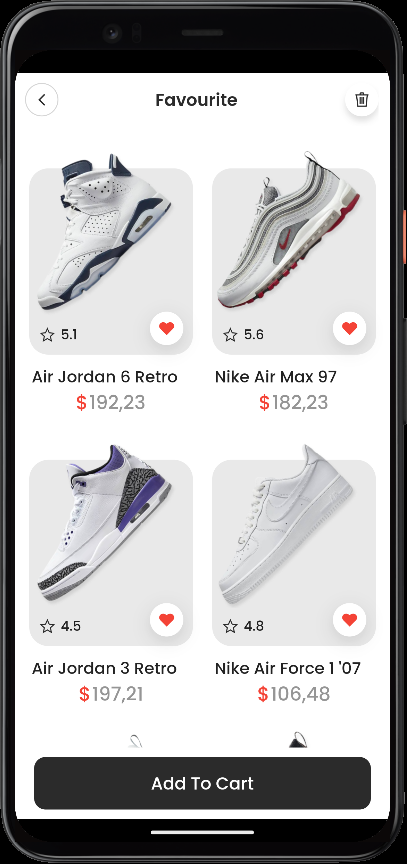 Favourite
5.1
5.6
Air Jordan 6 Retro
Nike Air Max 97
$192,23
$182,23
4.5
4.8
Air Jordan 3 Retro
Nike Air Force 1 '07
$197,21
$106,48
Add To Cart